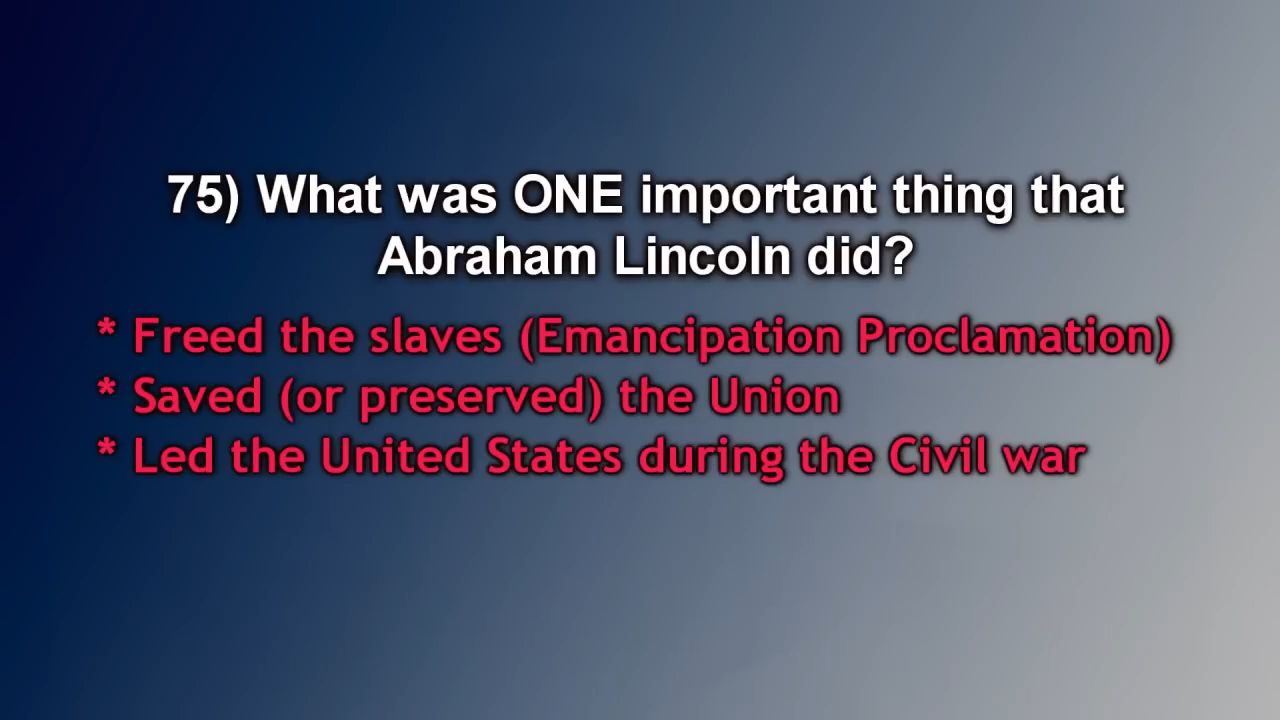 75) What was ONE important thing that
Abraham Lincoln did?
* Freed the slaves (Emancipation Proclamation)
* Saved (or preserved) the Union
* Led the United States during the Civil war